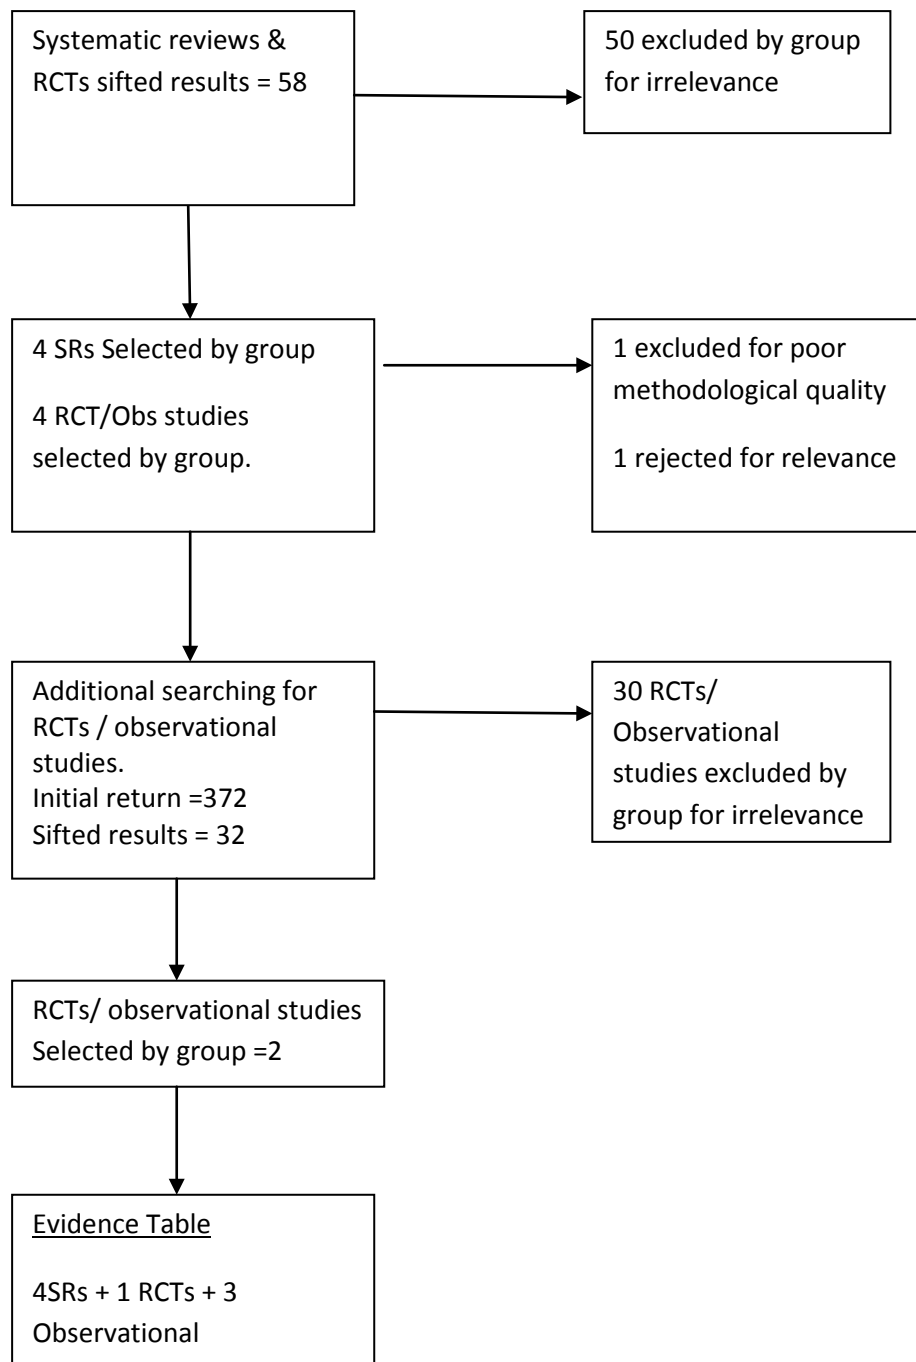 Systematic reviews &
RCTs sifted results = 58
50 excluded by group
for irrelevance
4 SRs Selected by group
4 RCT/Obs studies
selected by group.
1 excluded for poor
methodological quality
1 rejected for relevance
Additional searching for
RCTs / observational
studies.
Initial return =372
Sifted results = 32
30 RCTs/
Observational
studies excluded by
group for irrelevance
RCTs/ observational studies
Selected by group =2
Evidence Table
4SRs + 1 RCTs + 3
Observational